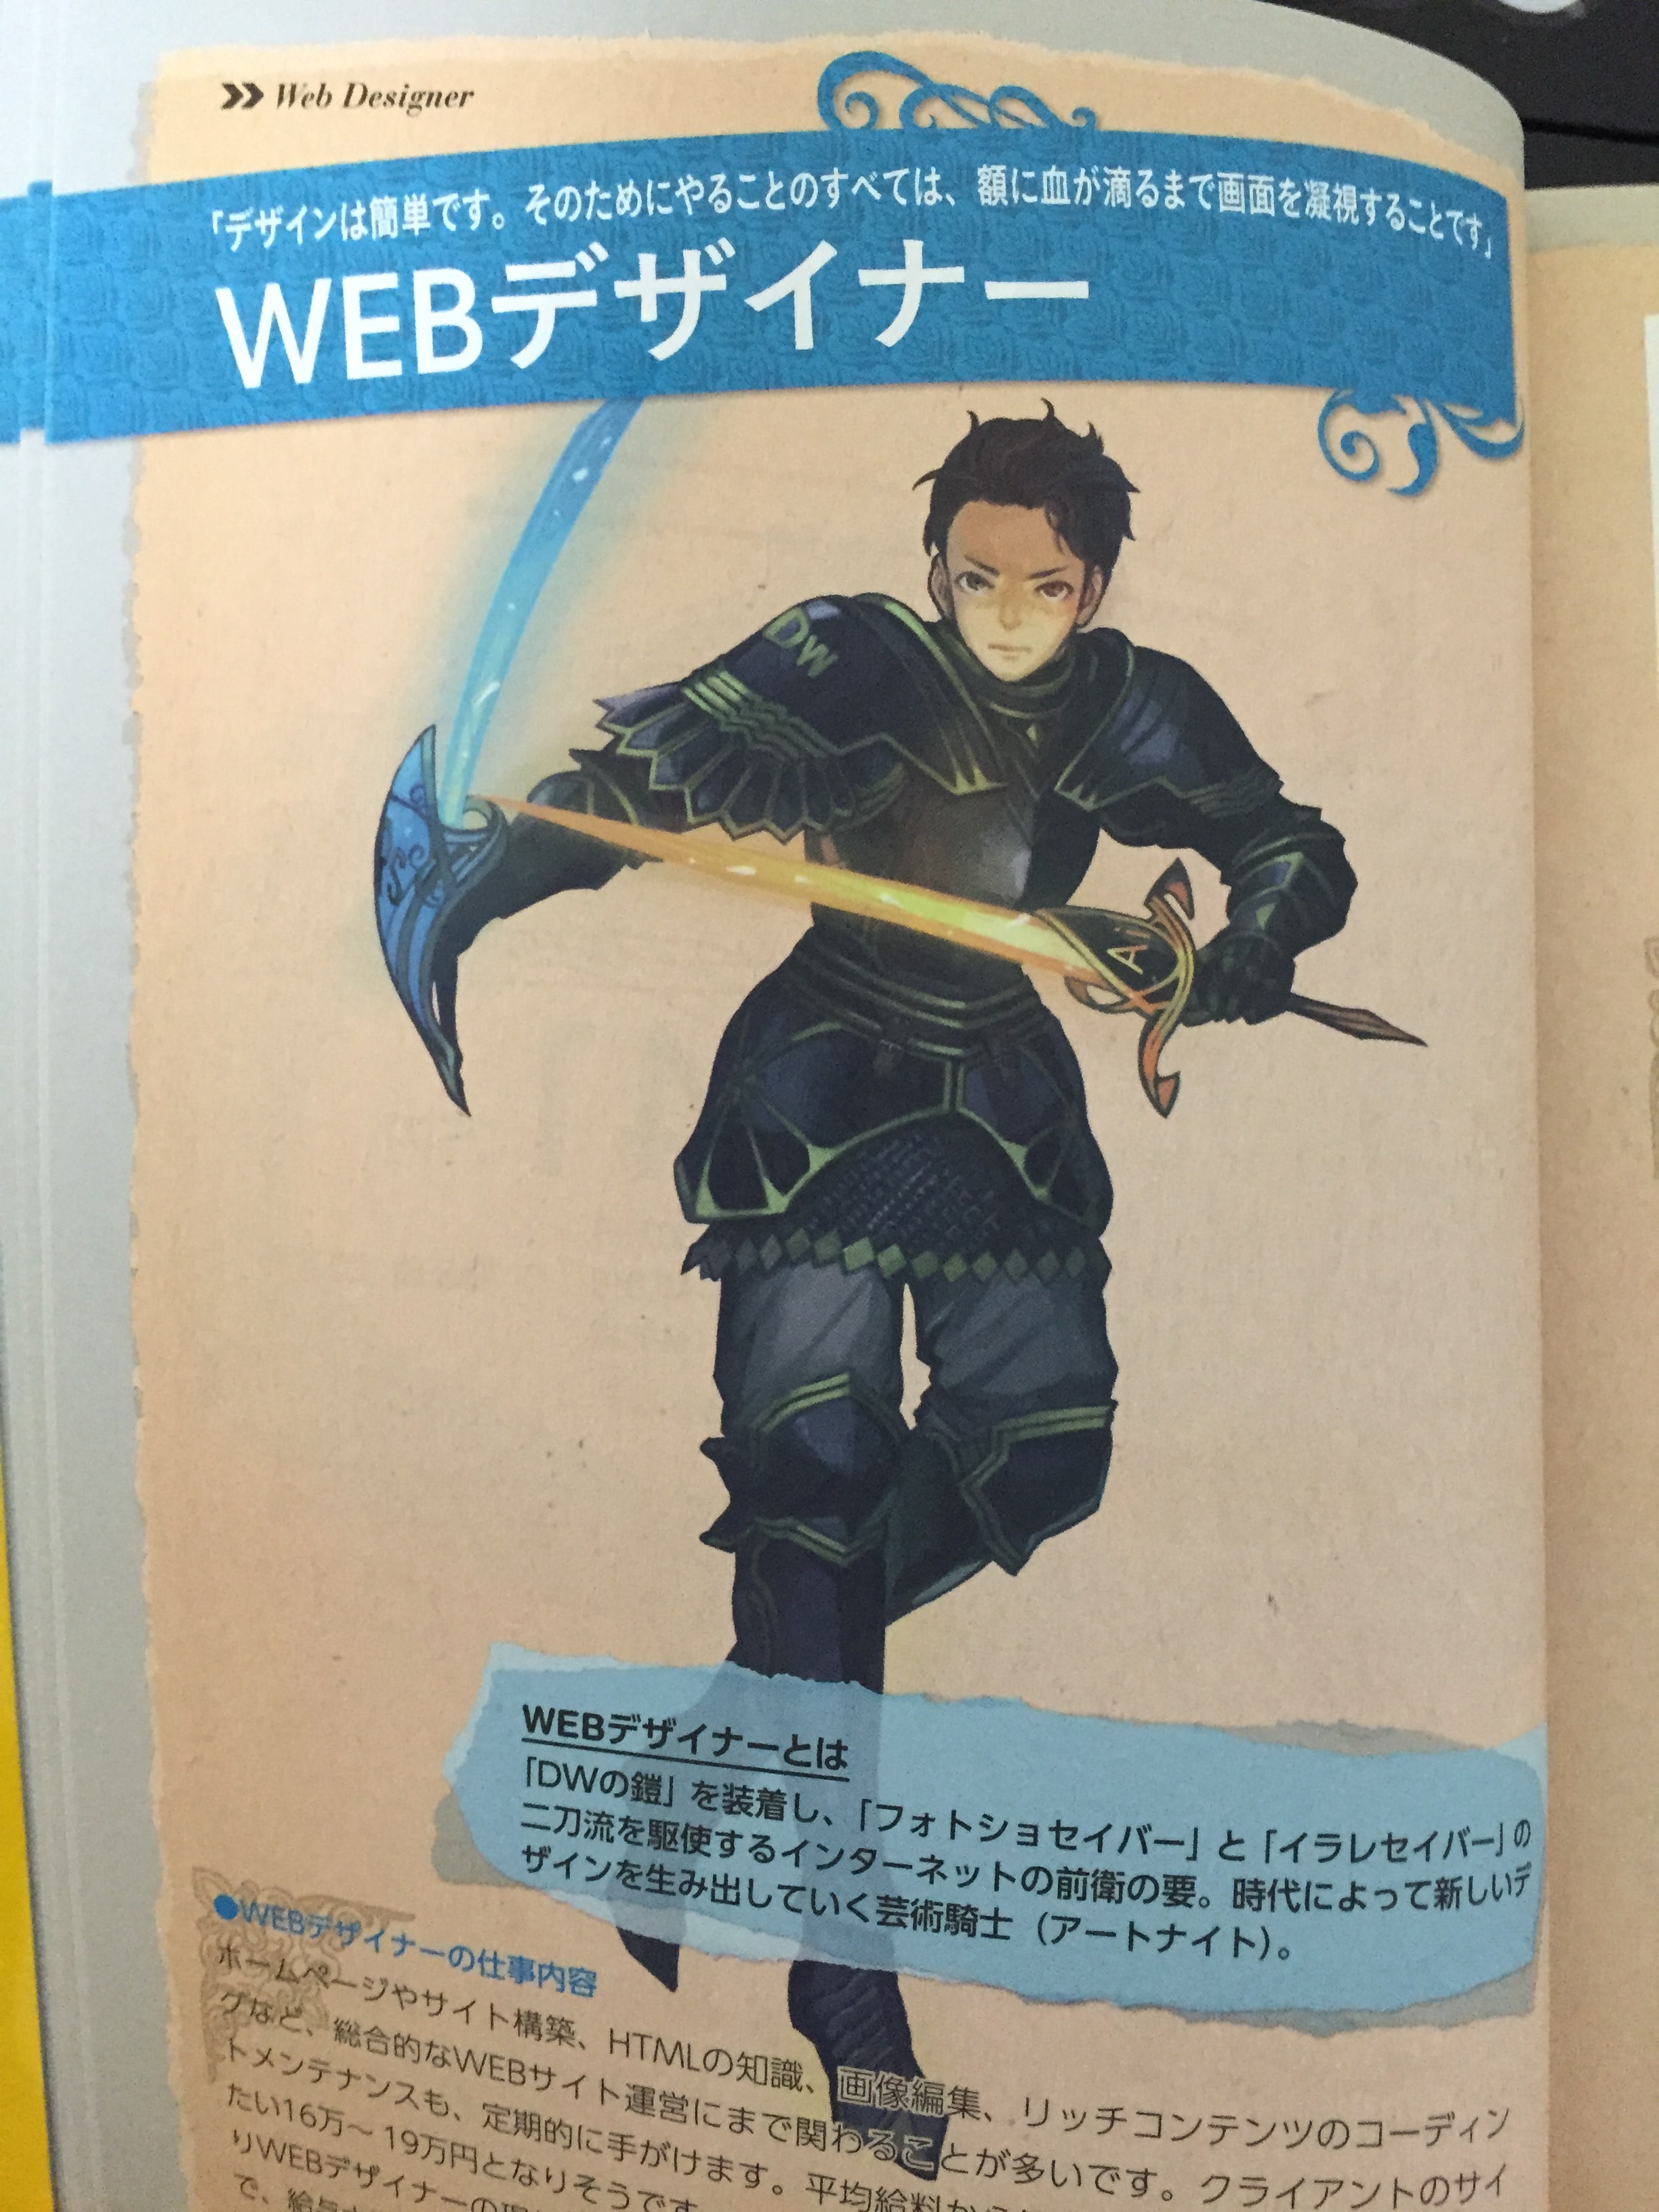 Web Designer
「デザインは簡単です。そのためにやることのすべては、額に血が滴るまで画面を凝視することです」
WEBデザイナー
Dw
Ps
A
WEBデザイナーとは
「DWの鎧」を装着し、「フォトショセイバー」と「イラレセイバー」の
二刀流を駆使するインターネットの前衛の要。時代によって新しいデ
ザインを生み出していく芸術騎士（アートナイト）。
●WEBデザイナーの仕事内容
ホームページやサイト構築、HTMLの知識、画像編集、リッチコンテンツのコーディン
グなど、総合的なWEBサイト運営にまで関わることが多いです。クライアントのサイ
トメンテナンスも、定期的に手がけます。平均給料から
たい16万～19万円となりそうです
りWEBデザイナーの
で、給与